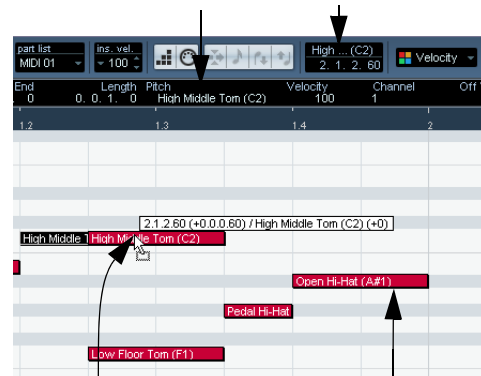 part list
ins. vel.
High ... (C2)
MIDI 01
100
2. 1. 2. 60
Velocity
End
Length
Pitch
Velocity
Channel
Off
0
0. 0. 1. 0
High Middle Tom (C2)
100
1
1.2
1.3
1.4
2
2.1.2.60 (+0.0.0.60) / High Middle Tom (C2) (+0)
High Middle T
High Middle Tom (C2)
Open Hi-Hat (A#1)
Pedal Hi-Hat
Low Floor Tom (F1)